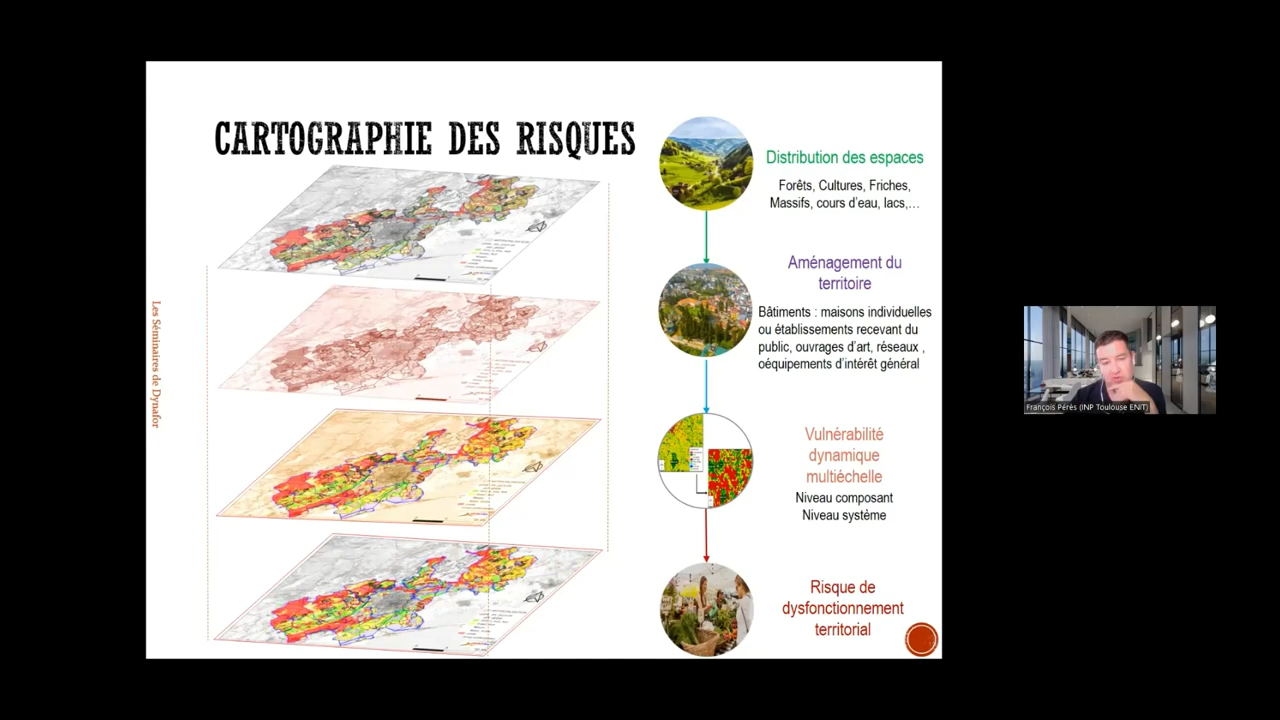 CARTOGRAPHIE DES RISQUES
Distribution des espaces
Forêts, Cultures, Friches,
Massifs, cours d'eau, lacs,...
Aménagement du
territoire
Bâtiments : maisons individuelles
ou établissements recevant du
public, ouvrages d'art, réseaux ,
oéquipements d'intérêt général
Vulnérabilité
dynamique
multiéchelle
Niveau composant
Niveau système
Risque de
dysfonctionnement
territorial
Les Séminaires de Dynafor
François Pérès (INP Toulouse ENIT)